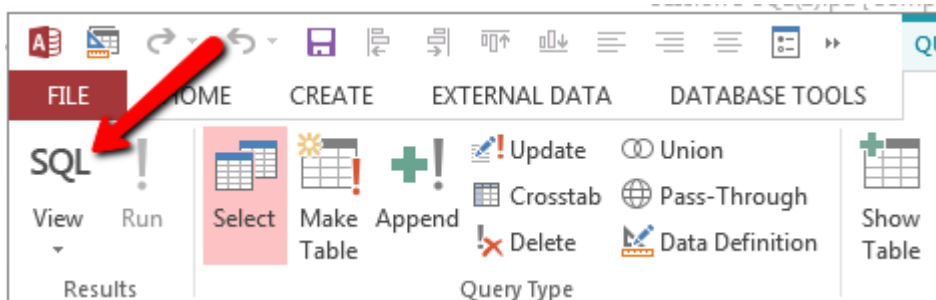 QU
FILE HOME CREATE EXTERNAL DATA DATABASE TOOLS
SQL ! Update Union
Crosstab Pass-Through
View Run Select Make Append Show
Table Delete Data Definition Table
Results Query Type